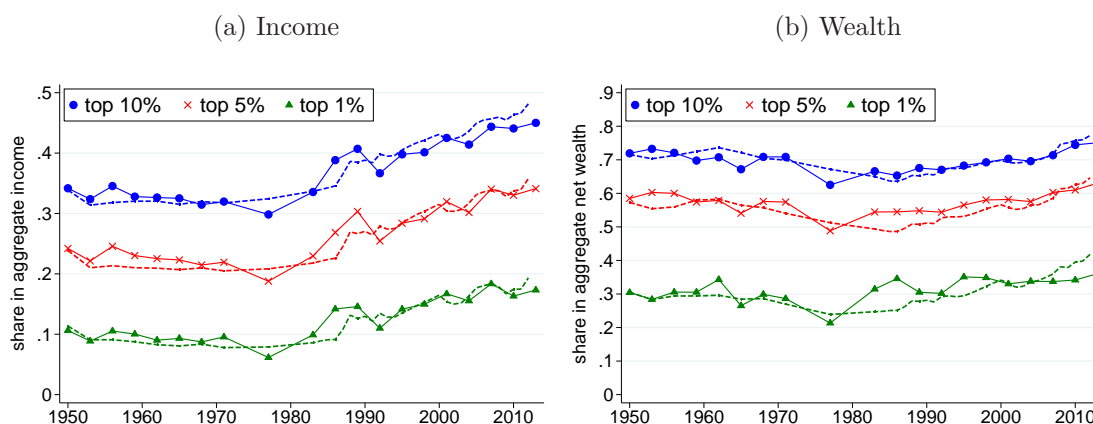 (a) Income
(b) Wealth
share in aggregate income
.5
.4
.3
.2
.1
0
top 10%
top 5%
top 1%
1950 1960 1970 1980 1990 2000 2010
share in aggregate net wealth
.9
.8
.7
.6
.5
.4
.3
.2
.1
0
top 10%
top 5%
top 1%
1950 1960 1970 1980 1990 2000 2010